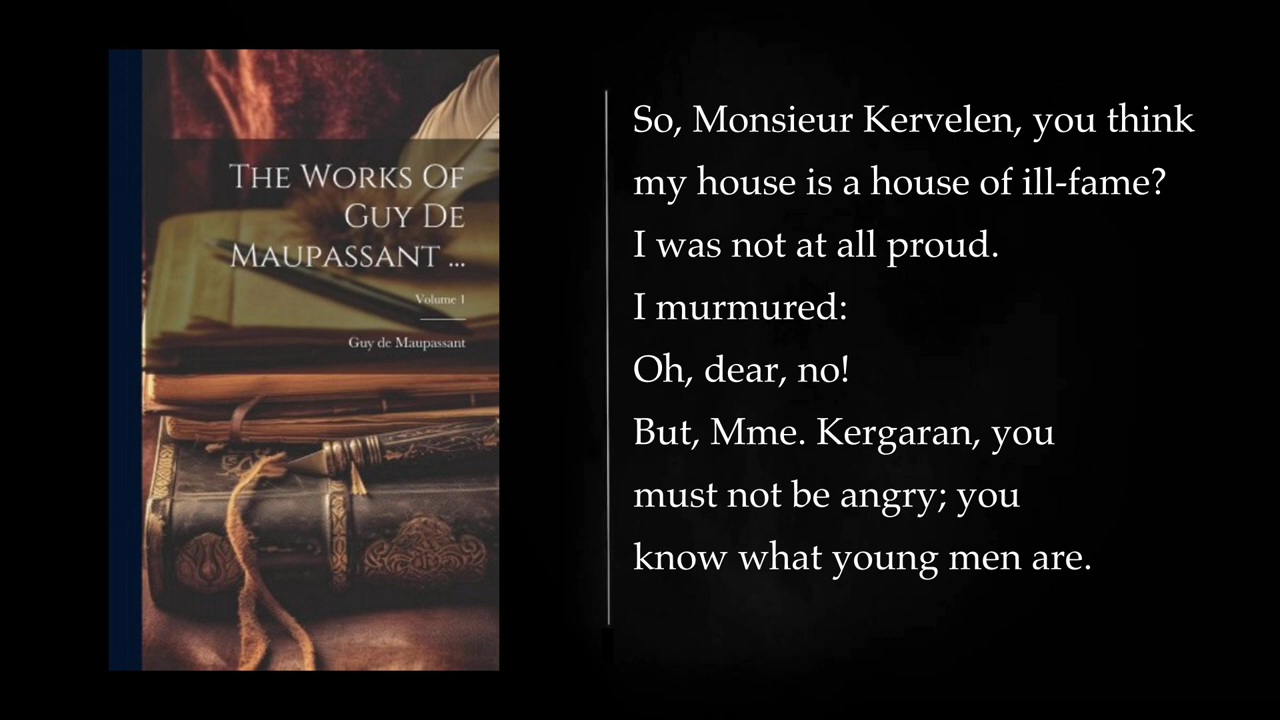 THE WORKS OF
GUY DE
MAUPASSANT ...
Volume 1
Guy de Maupassant
So, Monsieur Kervelen, you think
my house is a house of ill-fame?
I was not at all proud.
I murmured:
Oh, dear, no!
But, Mme. Kergaran, you
must not be angry; you
know what young men are.